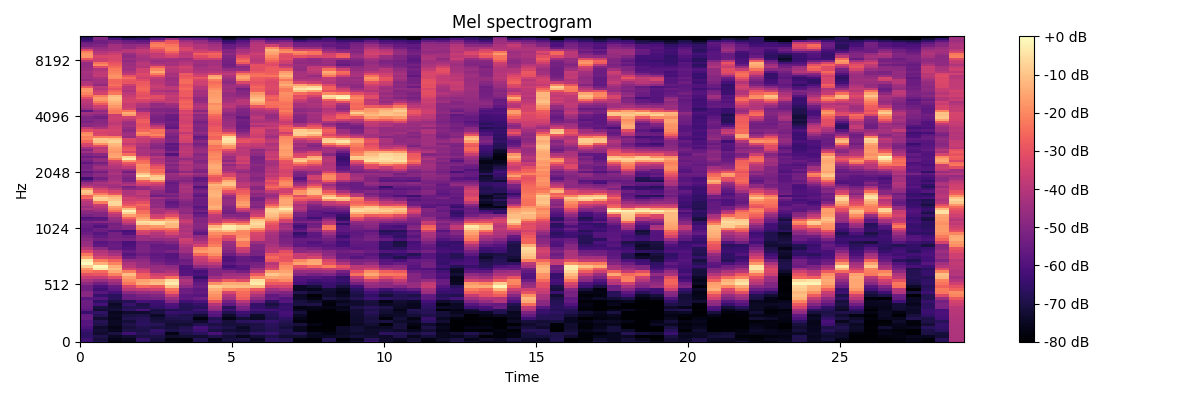 Mel spectrogram
Hz
8192
4096
2048
1024
512
0
0 5 10 15 20 25
Time
+0 dB
-10 dB
-20 dB
-30 dB
-40 dB
-50 dB
-60 dB
-70 dB
-80 dB